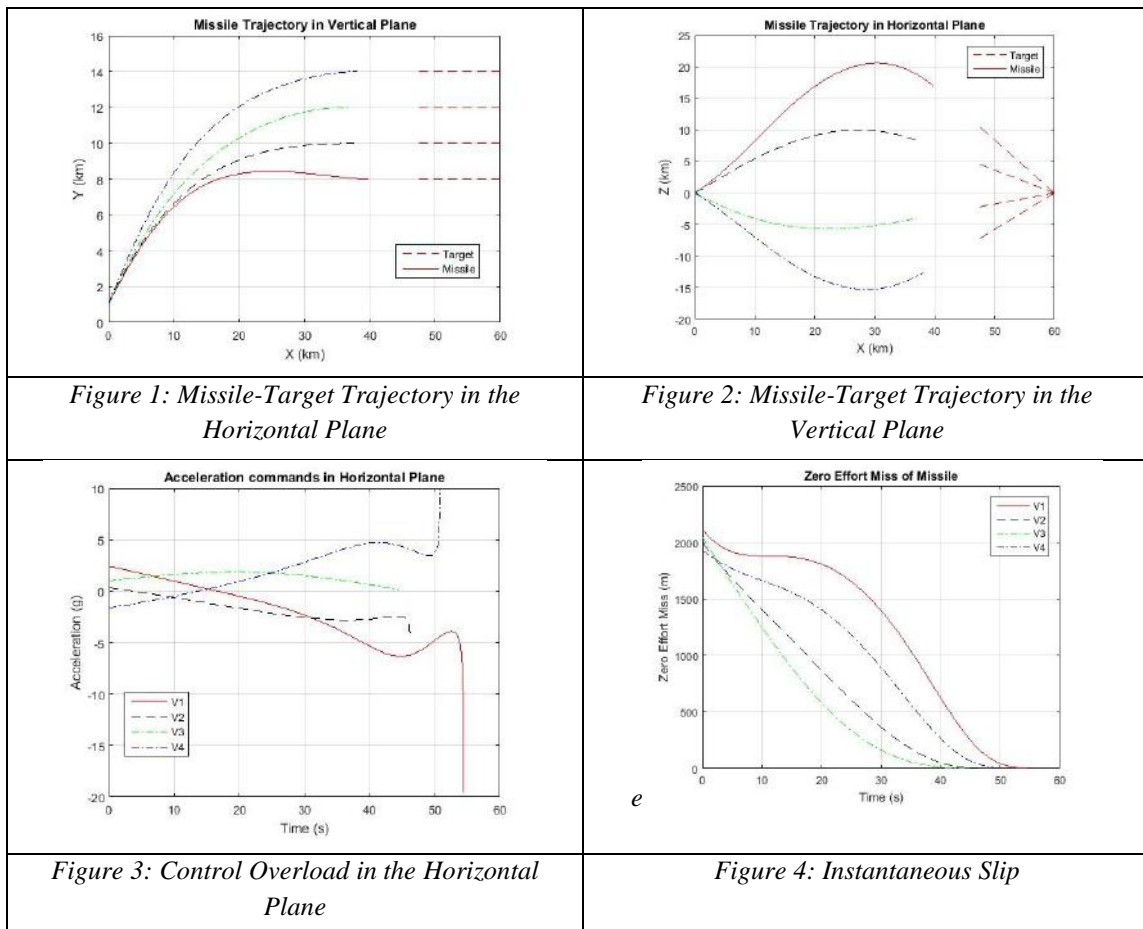 Missile Trajectory in Vertical Plane
16
14
12
10
8
6
4
2
0
Y (km)
0 10 20 30 40 50 60
X (km)
Target
Missile
Missile Trajectory in Horizontal Plane
25
20
15
10
5
0
-5
-10
-15
-20
Z (km)
0 10 20 30 40 50 60
X (km)
Target
Missile
Figure 1: Missile-Target Trajectory in the
Horizontal Plane
Figure 2: Missile-Target Trajectory in the
Vertical Plane
Acceleration commands in Horizontal Plane
10
5
0
-5
-10
-15
-20
Acceleration (g)
0 10 20 30 40 50 60
Time (s)
V1
V2
V3
V4
Zero Effort Miss of Missile
2500
2000
1500
1000
500
0
Zero Effort Miss (m)
0 10 20 30 40 50 60
Time (s)
V1
V2
V3
V4
e
Figure 3: Control Overload in the Horizontal
Plane
Figure 4: Instantaneous Slip